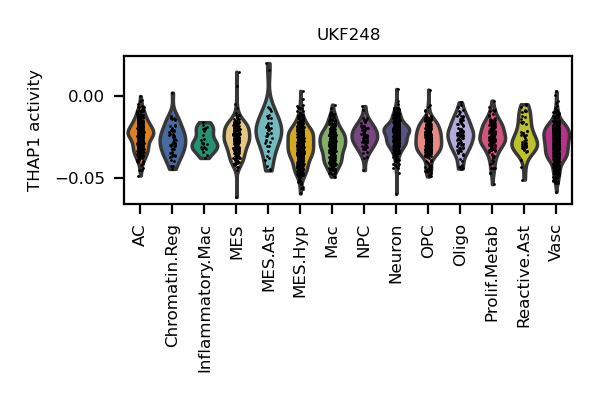 UKF248
THAP1 activity
0.00
−0.05
AC
Chromatin.Reg
Inflammatory.Mac
MES
MES.Ast
MES.Hyp
Mac
NPC
Neuron
OPC
Oligo
Prolif.Metab
Reactive.Ast
Vasc